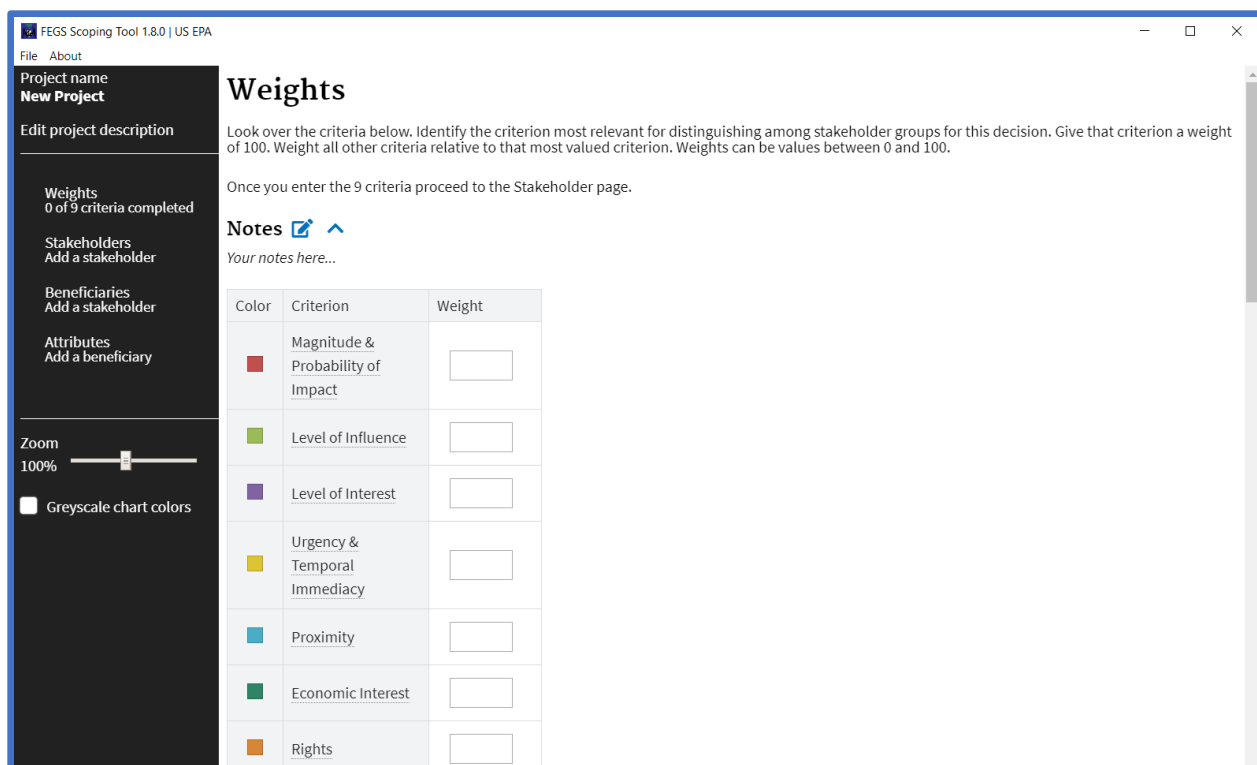 FEGS Scoping Tool 1.8.0 | US EPA
File About
Project name
New Project
Edit project description
Weights
0 of 9 criteria completed
Stakeholders
Add a stakeholder
Beneficiaries
Add a stakeholder
Attributes
Add a beneficiary
Zoom
100%
Greyscale chart colors
Weights
Look over the criteria below. Identify the criterion most relevant for distinguishing among stakeholder groups for this decision. Give that criterion a weight
of 100. Weight all other criteria relative to that most valued criterion. Weights can be values between 0 and 100.
Once you enter the 9 criteria proceed to the Stakeholder page.
Notes
Your notes here...
Color Criterion Weight
Magnitude &
Probability of
Impact
Level of Influence
Level of Interest
Urgency &
Temporal
Immediacy
Proximity
Economic Interest
Rights